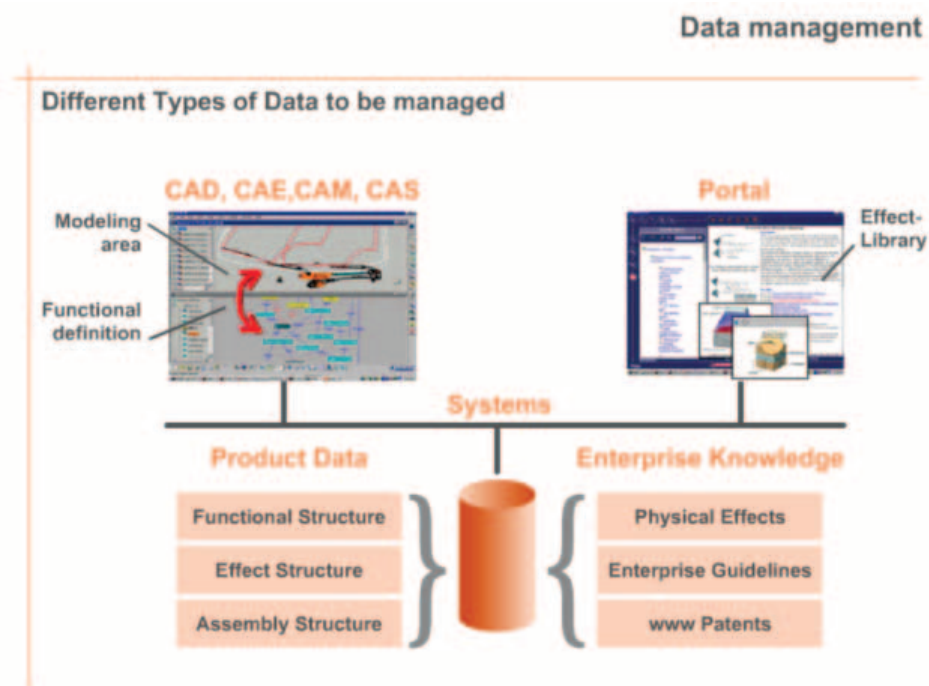 Data management
Different Types of Data to be managed
CAD, CAE,CAM, CAS
Portal
Modeling
area
Functional
definition
Effect-
Library
Systems
Product Data
Enterprise Knowledge
Functional Structure
Effect Structure
Assembly Structure
Physical Effects
Enterprise Guidelines
www Patents